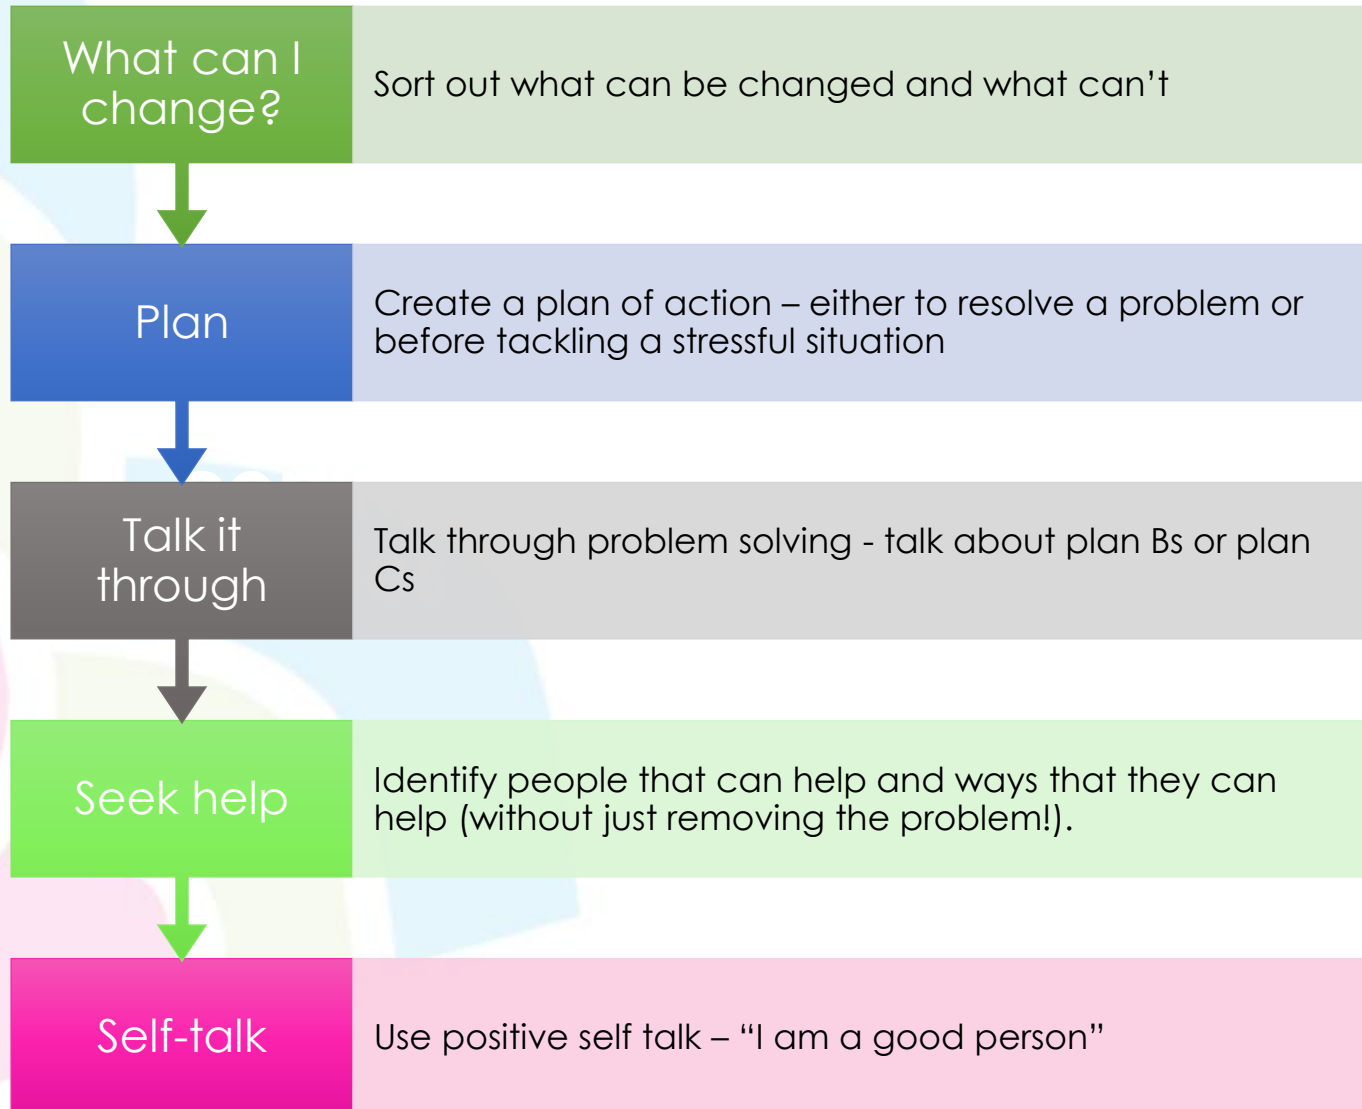 What can I
change?
Sort out what can be changed and what can’t
Plan
Create a plan of action – either to resolve a problem or
before tackling a stressful situation
Talk it
through
Talk through problem solving - talk about plan Bs or plan
Cs
Seek help
Identify people that can help and ways that they can
help (without just removing the problem!).
Self-talk
Use positive self talk – “I am a good person”